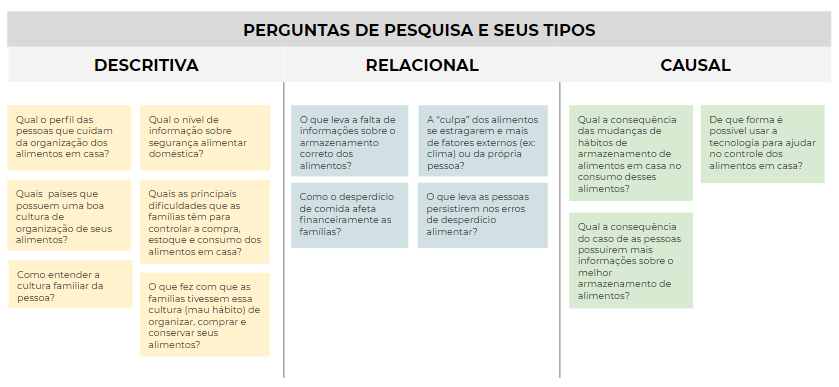 PERGUNTAS DE PESQUISA E SEUS TIPOS
DESCRITIVA
Qual o perfil das
pessoas que cuidam
da organização dos
alimentos em casa?
Qual o nível de
informação sobre
segurança alimentar
doméstica?
Quais países que
possuem uma boa
cultura de
organização de seus
alimentos?
Quais as principais
dificuldades que as
famílias têm para
controlar a compra,
estoque e consumo dos
alimentos em casa?
Como entender a
cultura familiar da
pessoa?
O que fez com que as
famílias tivessem essa
cultura (mau hábito) de
organizar, comprar e
conservar seus
alimentos?
RELACIONAL
O que leva a falta de
informações sobre o
armazenamento
correto dos
alimentos?
A “culpa” dos alimentos
se estragarem e mais
de fatores externos (ex:
clima) ou da própria
pessoa?
Como o desperdício
de comida afeta
financeiramente as
famílias?
O que leva as pessoas
persistirem nos erros
de desperdício
alimentar?
CAUSAL
Qual a consequência
das mudanças de
hábitos de
armazenamento de
alimentos em casa no
consumo desses
alimentos?
De que forma é
possível usar a
tecnologia para ajudar
no controle dos
alimentos em casa?
Qual a consequência
do caso de as pessoas
possuirem mais
informações sobre o
melhor
armazenamento de
alimentos?